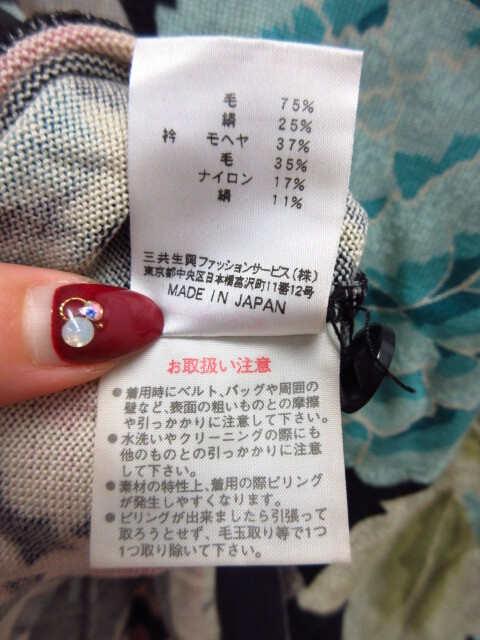 毛 75%
絹 25%
衿 モヘヤ 37%
毛 35%
ナイロン 17%
絹 11%
三共生興ファッションサービス(株)
東京都中央区日本橋富沢町11番12号
MADE IN JAPAN
お取扱い注意
●着用時にベルト、バッグや周囲の
壁など、表面の粗いものとの摩擦
や引っかかりに注意して下さい。
●水洗いやクリーニングの際にも
他のものとの引っかかりに注意
して下さい。
●素材の特性上、着用の際ピリング
が発生しやすくなります。
●ピリングが出来ましたら引張って
取ろうとせず、毛玉取り等で1つ
1つ取り除いて下さい。